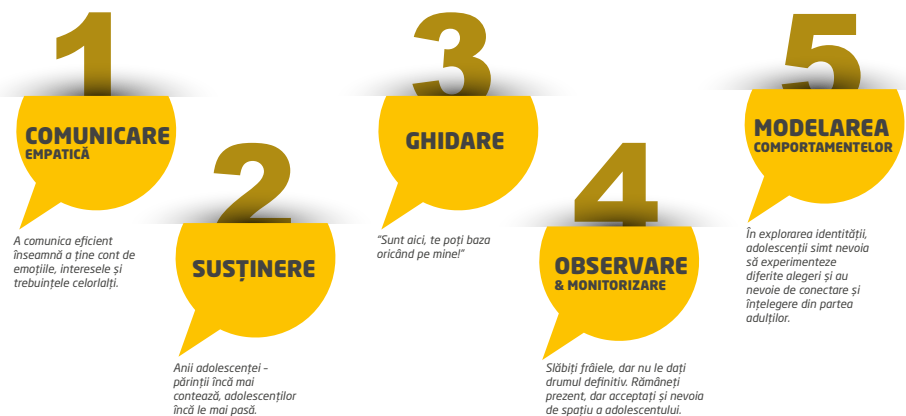 1
COMUNICARE
EMPATICĂ
A comunica eficient
înseamnă a ține cont de
emoțiile, interesele și
trebuințele celorlalți.
2
SUSȚINERE
Anii adolescenței –
părinții încă mai
contează, adolescenților
încă le mai pasă.
3
GHIDARE
"Sunt aici, te poți baza
oricând pe mine!"
4
OBSERVARE
& MONITORIZARE
Slăbiți frâiele, dar nu le dați
drumul definitiv. Rămâneți
prezent, dar acceptați și nevoia
de spațiu a adolescentului.
5
MODELAREA
COMPORTAMENTELOR
În explorarea identității,
adolescenții simt nevoia
să experimenteze
diferite alegeri și au
nevoie de conectare și
înțelegere din partea
adulților.